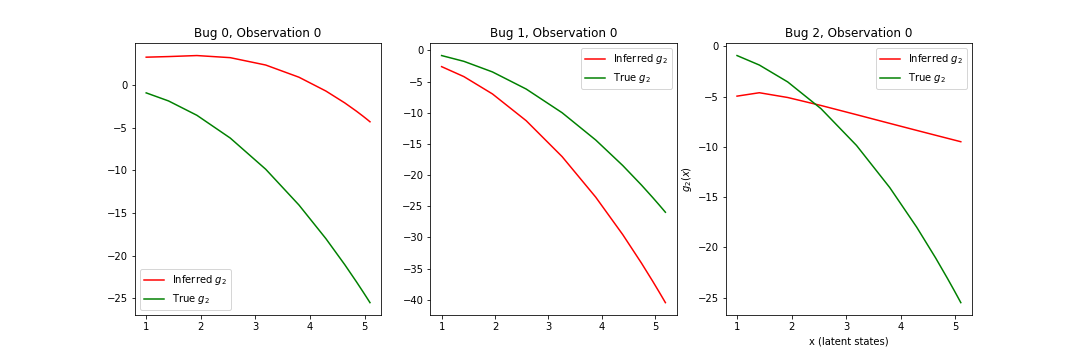 Bug 0, Observation 0
0
−5
−10
−15
−20
−25
1 2 3 4 5
Inferred g₂
True g₂
Bug 1, Observation 0
0
−5
−10
−15
−20
−25
−30
−35
−40
1 2 3 4 5
Inferred g₂
True g₂
Bug 2, Observation 0
g₂(x)
0
−5
−10
−15
−20
−25
1 2 3 4 5
x (latent states)
Inferred g₂
True g₂